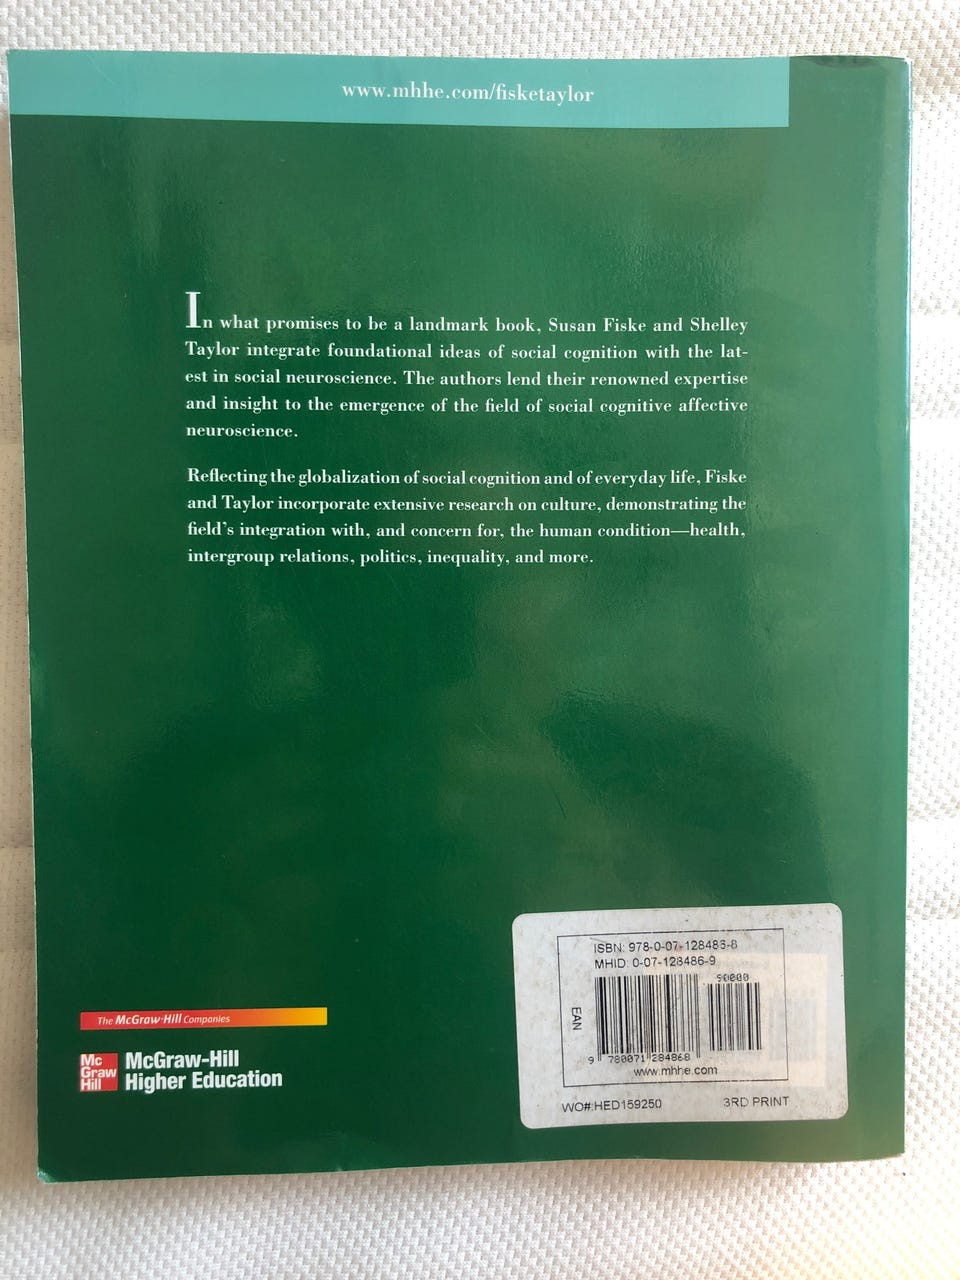 www.mhhe.com/fisketaylor
In what promises to be a landmark book, Susan Fiske and Shelley
Taylor integrate foundational ideas of social cognition with the lat-
est in social neuroscience. The authors lend their renowned expertise
and insight to the emergence of the field of social cognitive affective
neuroscience.
Reflecting the globalization of social cognition and of everyday life, Fiske
and Taylor incorporate extensive research on culture, demonstrating the
field's integration with, and concern for, the human condition—health,
intergroup relations, politics, inequality, and more.
The McGraw·Hill Companies
Mc
Graw
Hill
McGraw-Hill
Higher Education
ISBN: 978-0-07-128486-8
MHID: 0-07-128486-9
90000
EAN
9 780071 284868
www.mhhe.com
WO#:HED159250 3RD PRINT